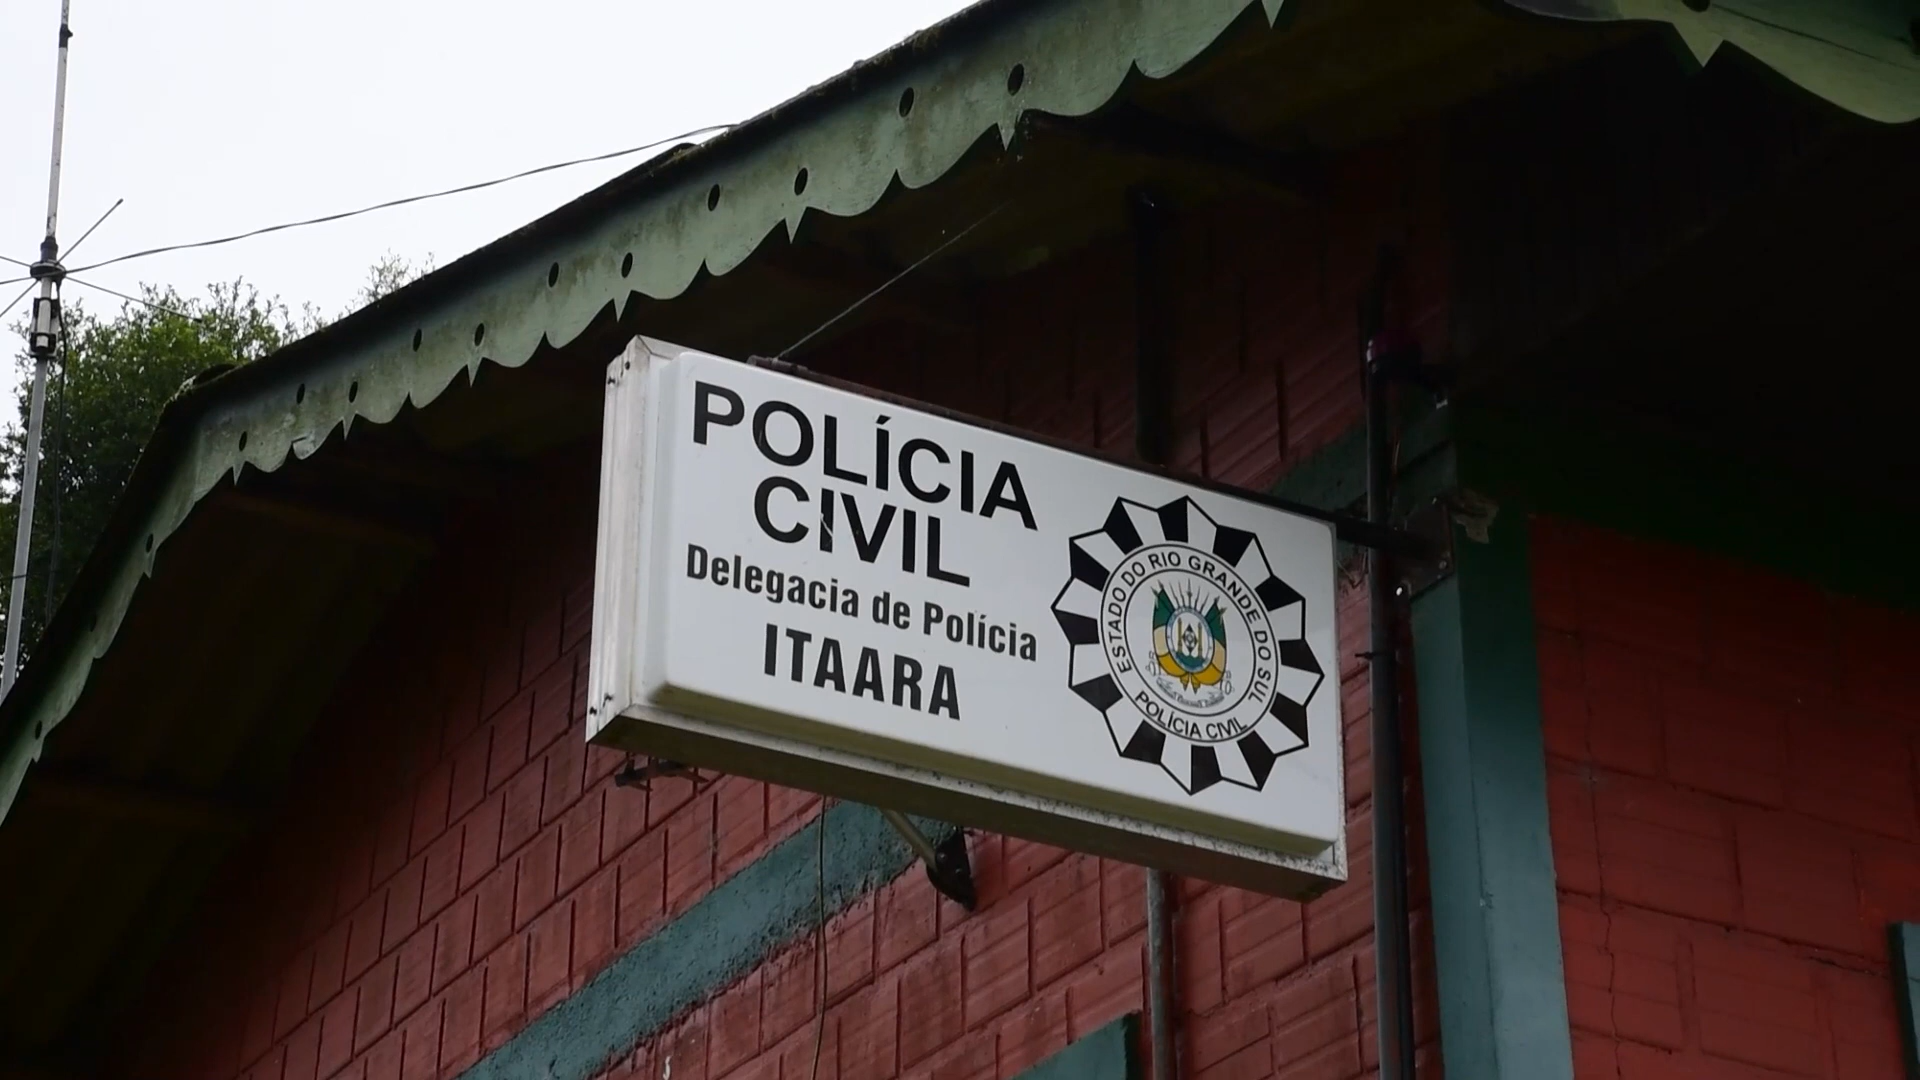 POLÍCIA
CIVIL
Delegacia de Polícia
ITAARA
ESTADO DO RIO GRANDE DO SUL
POLÍCIA CIVIL